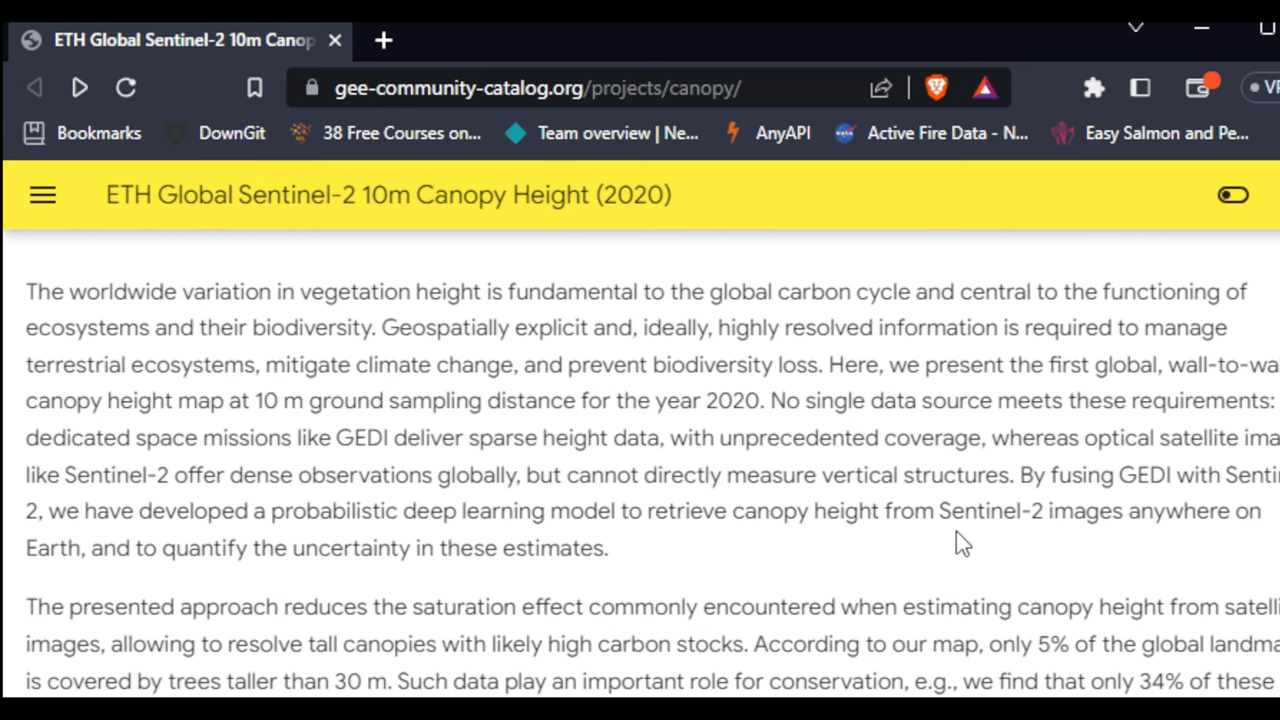 ETH Global Sentinel-2 10m Canop
gee-community-catalog.org/projects/canopy/
Bookmarks DownGit 38 Free Courses on... Team overview | Ne... AnyAPI Active Fire Data - N... Easy Salmon and Pe...
ETH Global Sentinel-2 10m Canopy Height (2020)
The worldwide variation in vegetation height is fundamental to the global carbon cycle and central to the functioning of
ecosystems and their biodiversity. Geospatially explicit and, ideally, highly resolved information is required to manage
terrestrial ecosystems, mitigate climate change, and prevent biodiversity loss. Here, we present the first global, wall-to-wa
canopy height map at 10 m ground sampling distance for the year 2020. No single data source meets these requirements:
dedicated space missions like GEDI deliver sparse height data, with unprecedented coverage, whereas optical satellite ima
like Sentinel-2 offer dense observations globally, but cannot directly measure vertical structures. By fusing GEDI with Senti
2, we have developed a probabilistic deep learning model to retrieve canopy height from Sentinel-2 images anywhere on
Earth, and to quantify the uncertainty in these estimates.
The presented approach reduces the saturation effect commonly encountered when estimating canopy height from satelli
images, allowing to resolve tall canopies with likely high carbon stocks. According to our map, only 5% of the global landma
is covered by trees taller than 30 m. Such data play an important role for conservation, e.g., we find that only 34% of these